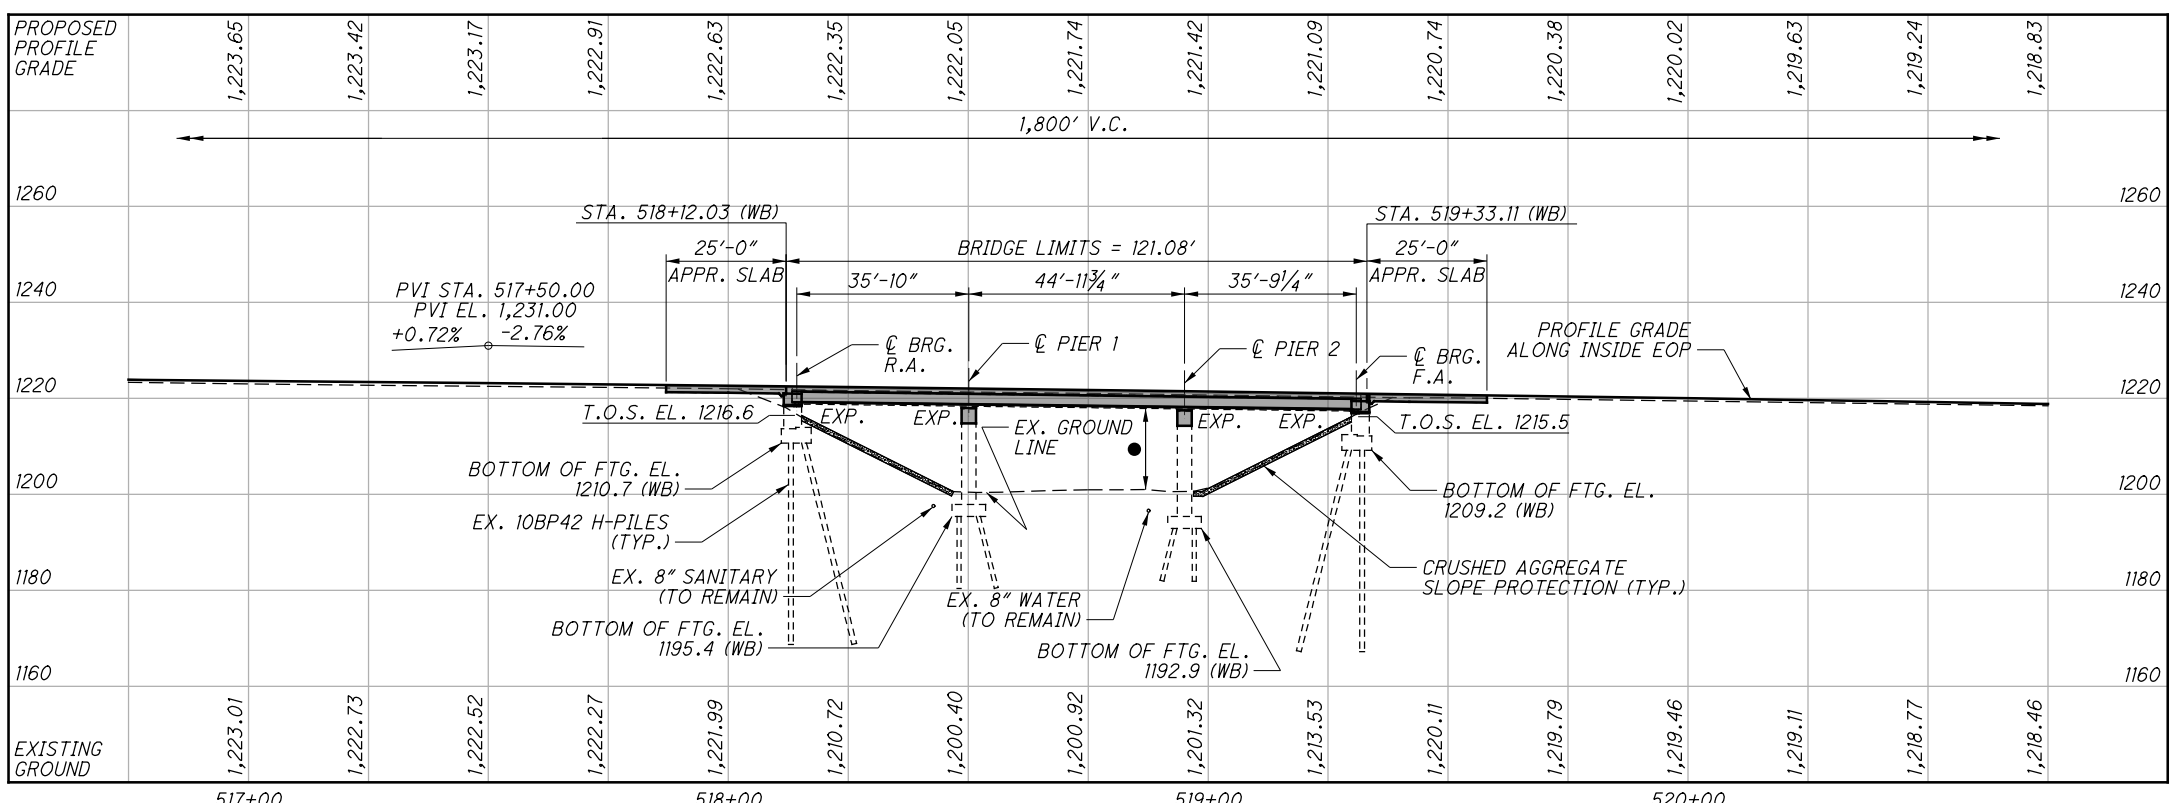 PROPOSED
PROFILE
GRADE
1,223.65
1,223.42
1,223.17
1,222.91
1,222.63
1,222.35
1,222.05
1,221.74
1,221.42
1,221.09
1,220.74
1,220.38
1,220.02
1,219.63
1,219.24
1,218.83
1,800' V.C.
1260
1260
STA. 518+12.03 (WB)
STA. 519+33.11 (WB)
25'-0"
BRIDGE LIMITS = 121.08'
25'-0"
APPR. SLAB
APPR. SLAB
35'-10"
44'-11¾"
35'-9¼"
1240
1240
PVI STA. 517+50.00
PVI EL. 1,231.00
+0.72%
-2.76%
℄ BRG.
R.A.
℄ PIER 1
℄ PIER 2
℄ BRG.
F.A.
PROFILE GRADE
ALONG INSIDE EOP
1220
1220
T.O.S. EL. 1216.6
EXP.
EXP.
EXP.
EXP.
T.O.S. EL. 1215.5
EX. GROUND
LINE
BOTTOM OF FTG. EL.
1210.7 (WB)
1200
1200
BOTTOM OF FTG. EL.
1209.2 (WB)
EX. 10BP42 H-PILES
(TYP.)
EX. 8" SANITARY
(TO REMAIN)
EX. 8" WATER
(TO REMAIN)
CRUSHED AGGREGATE
SLOPE PROTECTION (TYP.)
1180
1180
BOTTOM OF FTG. EL.
1195.4 (WB)
BOTTOM OF FTG. EL.
1192.9 (WB)
1160
1160
EXISTING
GROUND
1,223.01
1,222.73
1,222.52
1,222.27
1,221.99
1,210.72
1,200.40
1,200.92
1,201.32
1,213.53
1,220.11
1,219.79
1,219.46
1,219.11
1,218.77
1,218.46
517+00
518+00
519+00
520+00